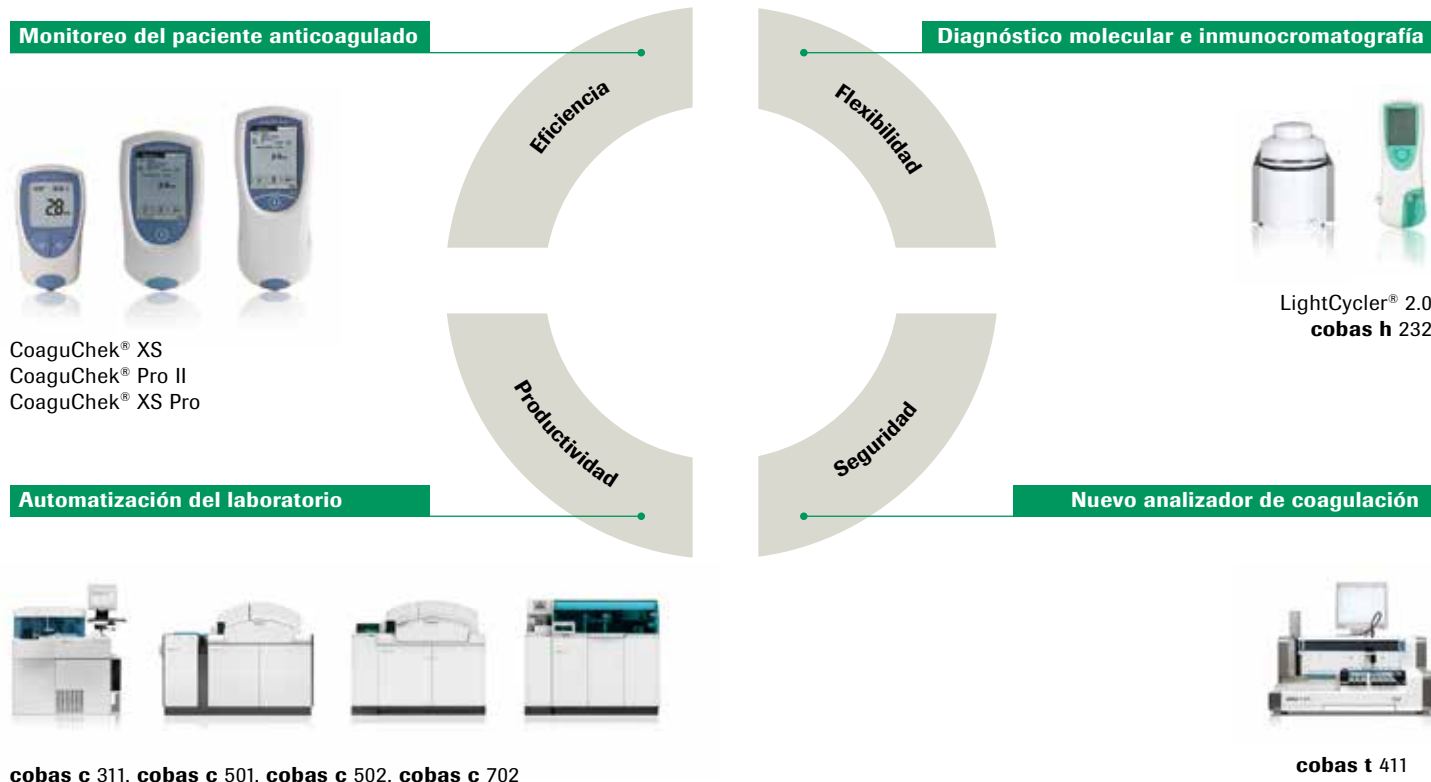 Monitoreo del paciente anticoagulado
Diagnóstico molecular e inmunocromatografía
Eficiencia
Flexibilidad
2.8
CoaguChek® XS
CoaguChek® Pro II
CoaguChek® XS Pro
LightCycler® 2.0
cobas h 232
Productividad
Seguridad
Automatización del laboratorio
Nuevo analizador de coagulación
cobas c 311, cobas c 501, cobas c 502, cobas c 702
cobas t 411